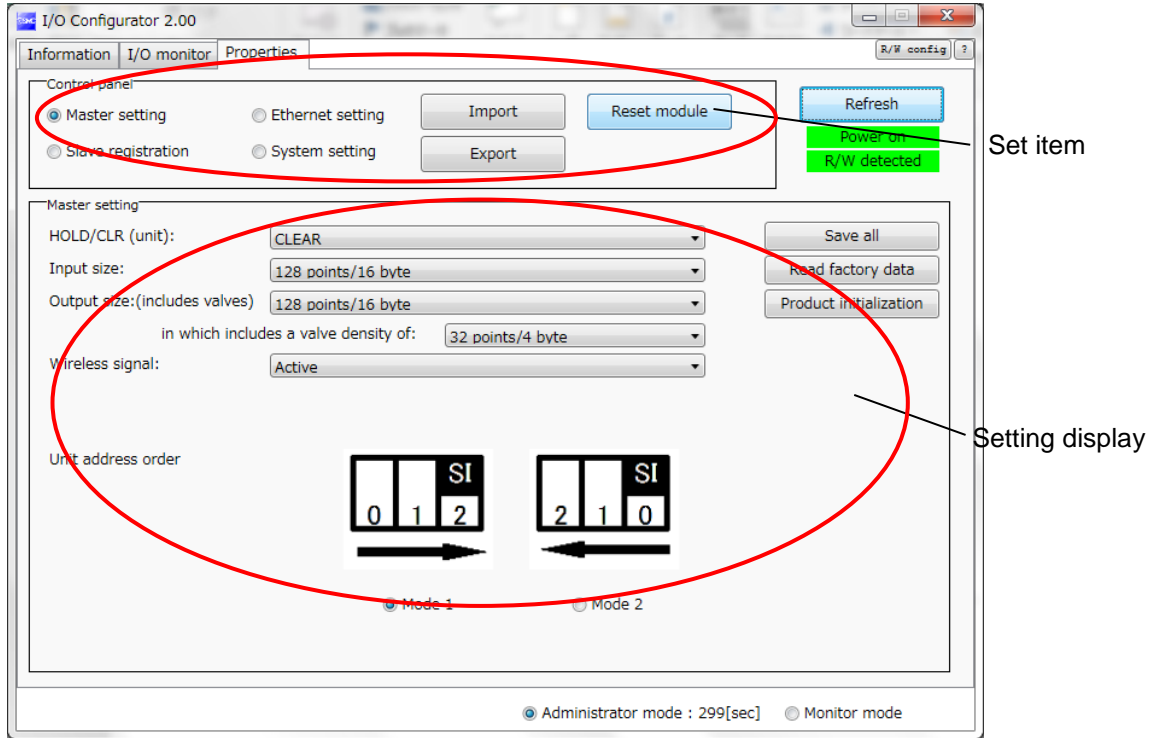 I/O Configurator 2.00
Information I/O monitor Properties R/W config ?
Control panel
Master setting Ethernet setting Import Reset module Refresh
Power on
Set item
Slave registration System setting Export R/W detected
Master setting
HOLD/CLR (unit): CLEAR Save all
Input size: 128 points/16 byte Read factory data
Output size:(includes valves) 128 points/16 byte Product initialization
in which includes a valve density of: 32 points/4 byte
Wireless signal: Active
Setting display
Unit address order
SI SI
0 1 2 2 1 0
Mode 1 Mode 2
Administrator mode : 299[sec] Monitor mode